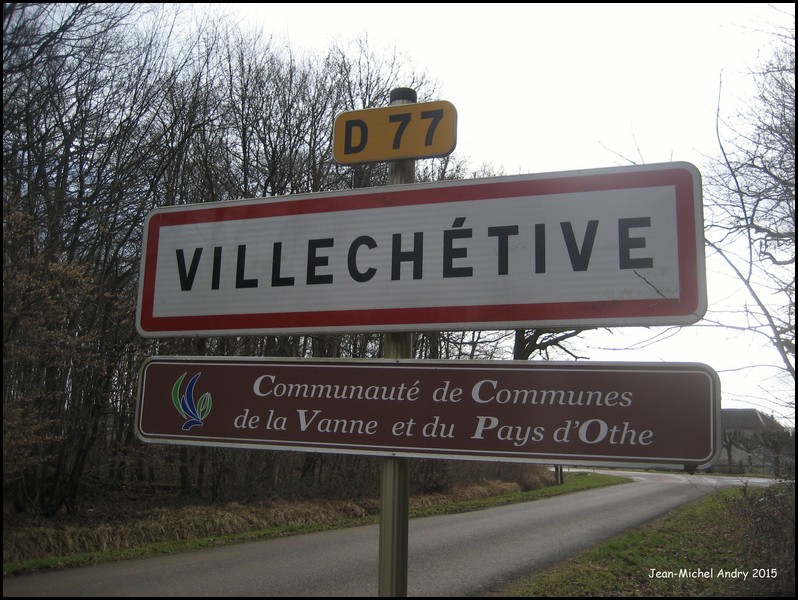 D 77
VILLECHÉTIVE
Communauté de Communes
de la Vanne et du Pays d'Othe
Jean-Michel Andry 2015